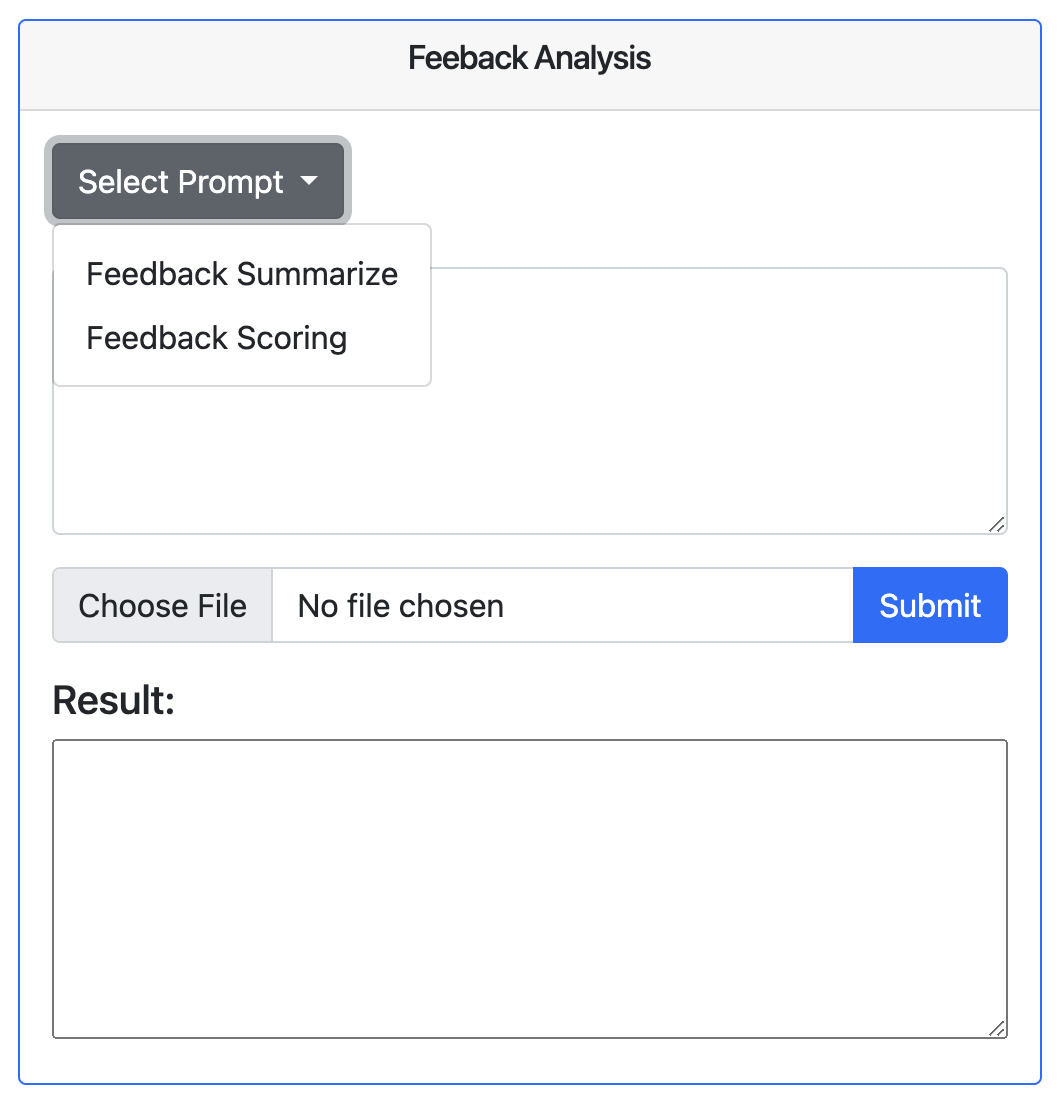 Feeback Analysis
Select Prompt
Feedback Summarize
Feedback Scoring
Choose File No file chosen Submit
Result: